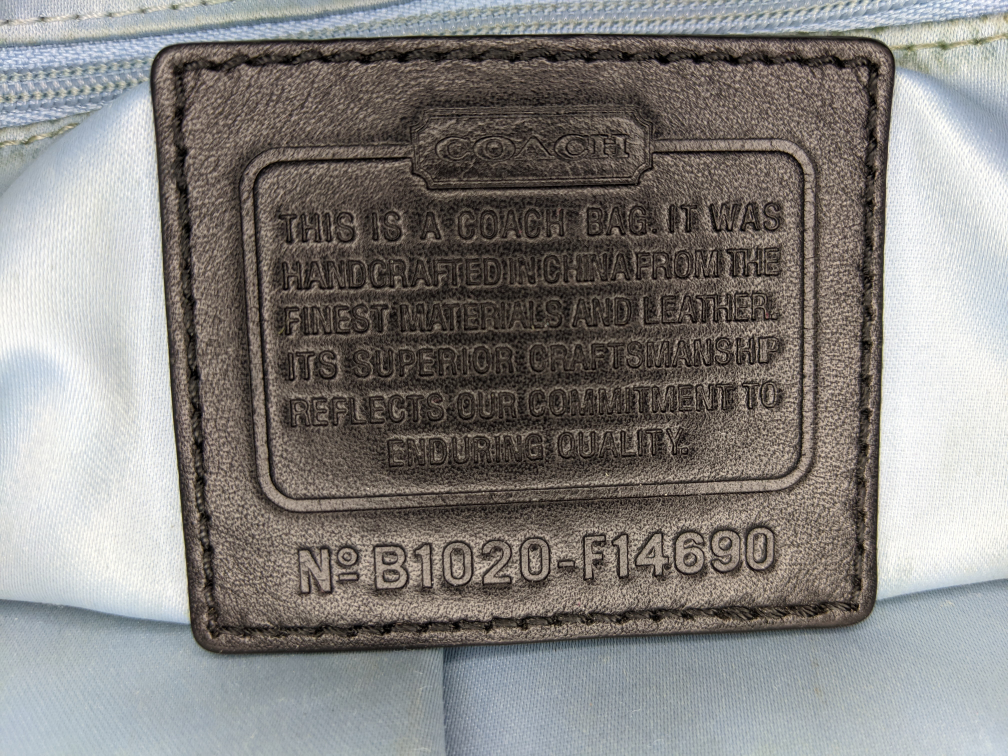 COACH
THIS IS A COACH BAG. IT WAS
HANDCRAFTED IN CHINA FROM THE
FINEST MATERIALS AND LEATHER.
ITS SUPERIOR CRAFTSMANSHIP
REFLECTS OUR COMMITMENT TO
ENDURING QUALITY.
Nº B1020-F14690